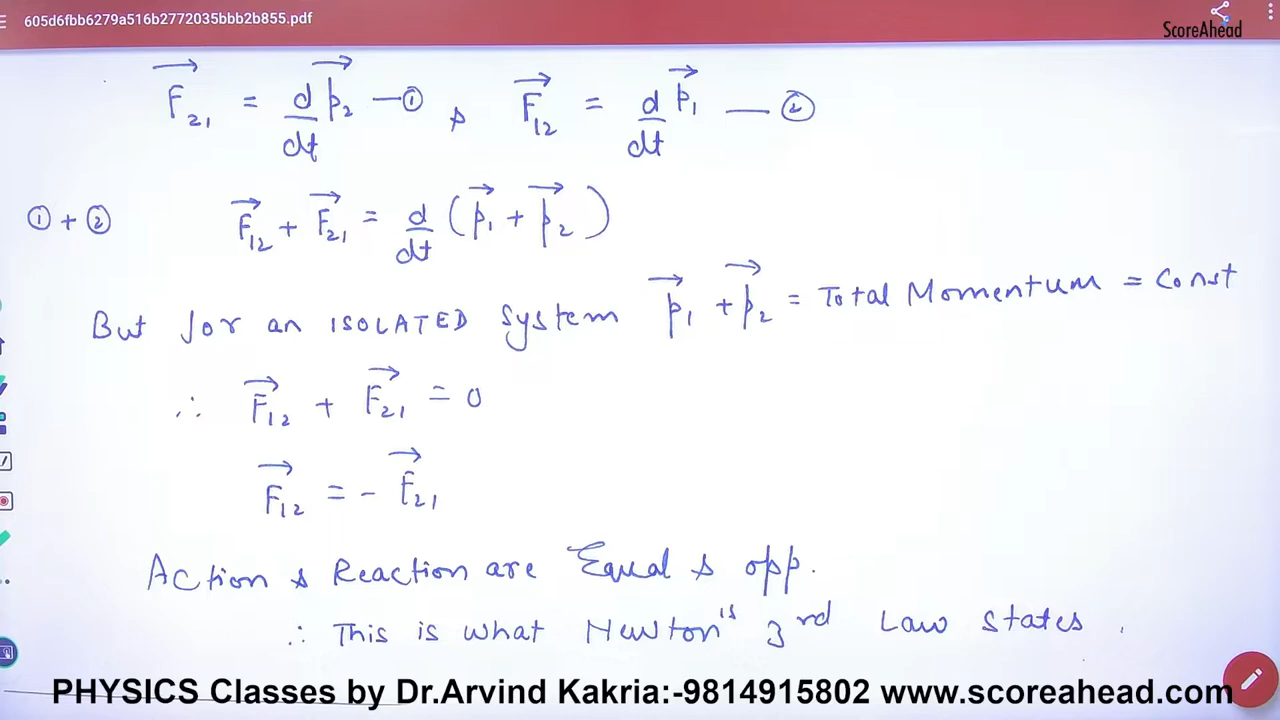 605d6fbb6279a516b2772035bbb2b855.pdf
ScoreAhead
F⃗₂₁ = d/dt p⃗₂ — ① & F⃗₁₂ = d/dt p⃗₁ — ②
① + ② F⃗₁₂ + F⃗₂₁ = d/dt (p⃗₁ + p⃗₂)
But for an ISOLATED System p⃗₁ + p⃗₂ = Total Momentum = Const
∴ F⃗₁₂ + F⃗₂₁ = 0
F⃗₁₂ = - F⃗₂₁
Action & Reaction are Equal & opp.
∴ This is what Newton's 3rd Law states.
PHYSICS Classes by Dr.Arvind Kakria:-9814915802 www.scoreahead.com